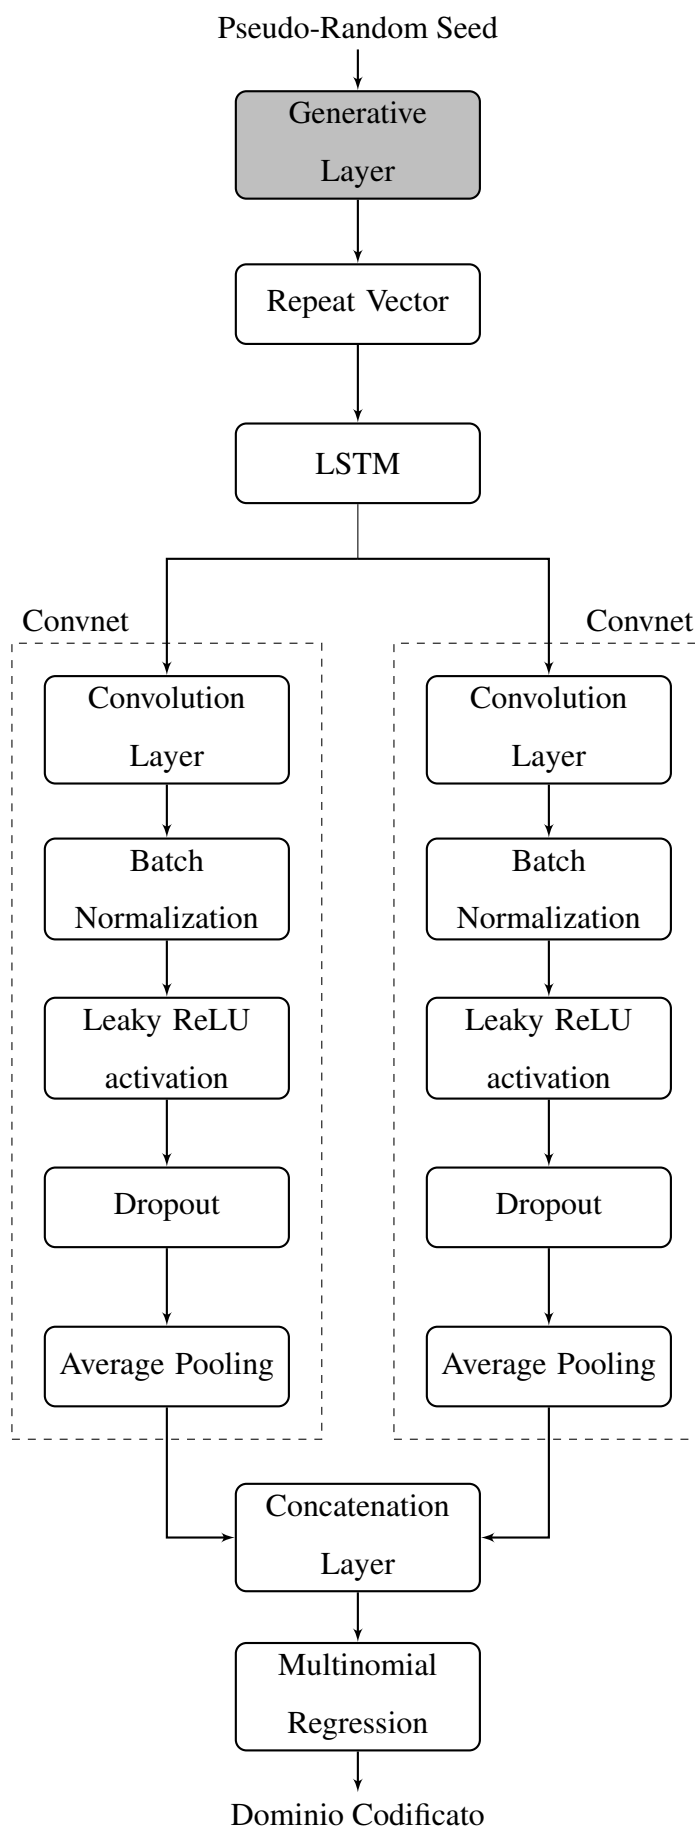 Pseudo-Random Seed
Generative
Layer
Repeat Vector
LSTM
Convnet
Convolution
Layer
Batch
Normalization
Leaky ReLU
activation
Dropout
Average Pooling
Convnet
Convolution
Layer
Batch
Normalization
Leaky ReLU
activation
Dropout
Average Pooling
Concatenation
Layer
Multinomial
Regression
Dominio Codificato